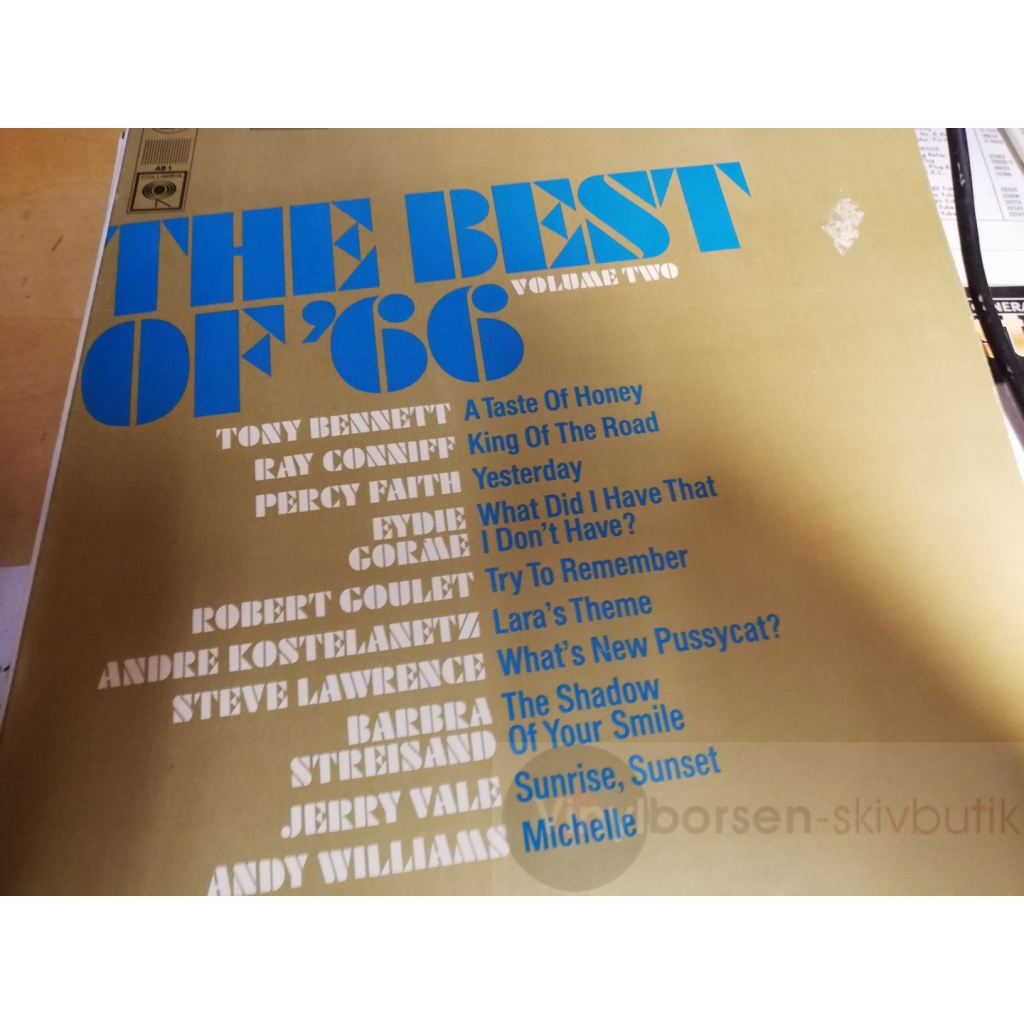 AB 1
COLUMBIA
THE BEST
VOLUME TWO
OF '66
TONY BENNETT A Taste Of Honey
RAY CONNIFF King Of The Road
PERCY FAITH Yesterday
EYDIE What Did I Have That
GORME I Don't Have?
ROBERT GOULET Try To Remember
ANDRE KOSTELANETZ Lara's Theme
STEVE LAWRENCE What's New Pussycat?
BARBRA The Shadow
STREISAND Of Your Smile
JERRY VALE Sunrise, Sunset
ANDY WILLIAMS Michelle
Vinylborsen-skivbutik